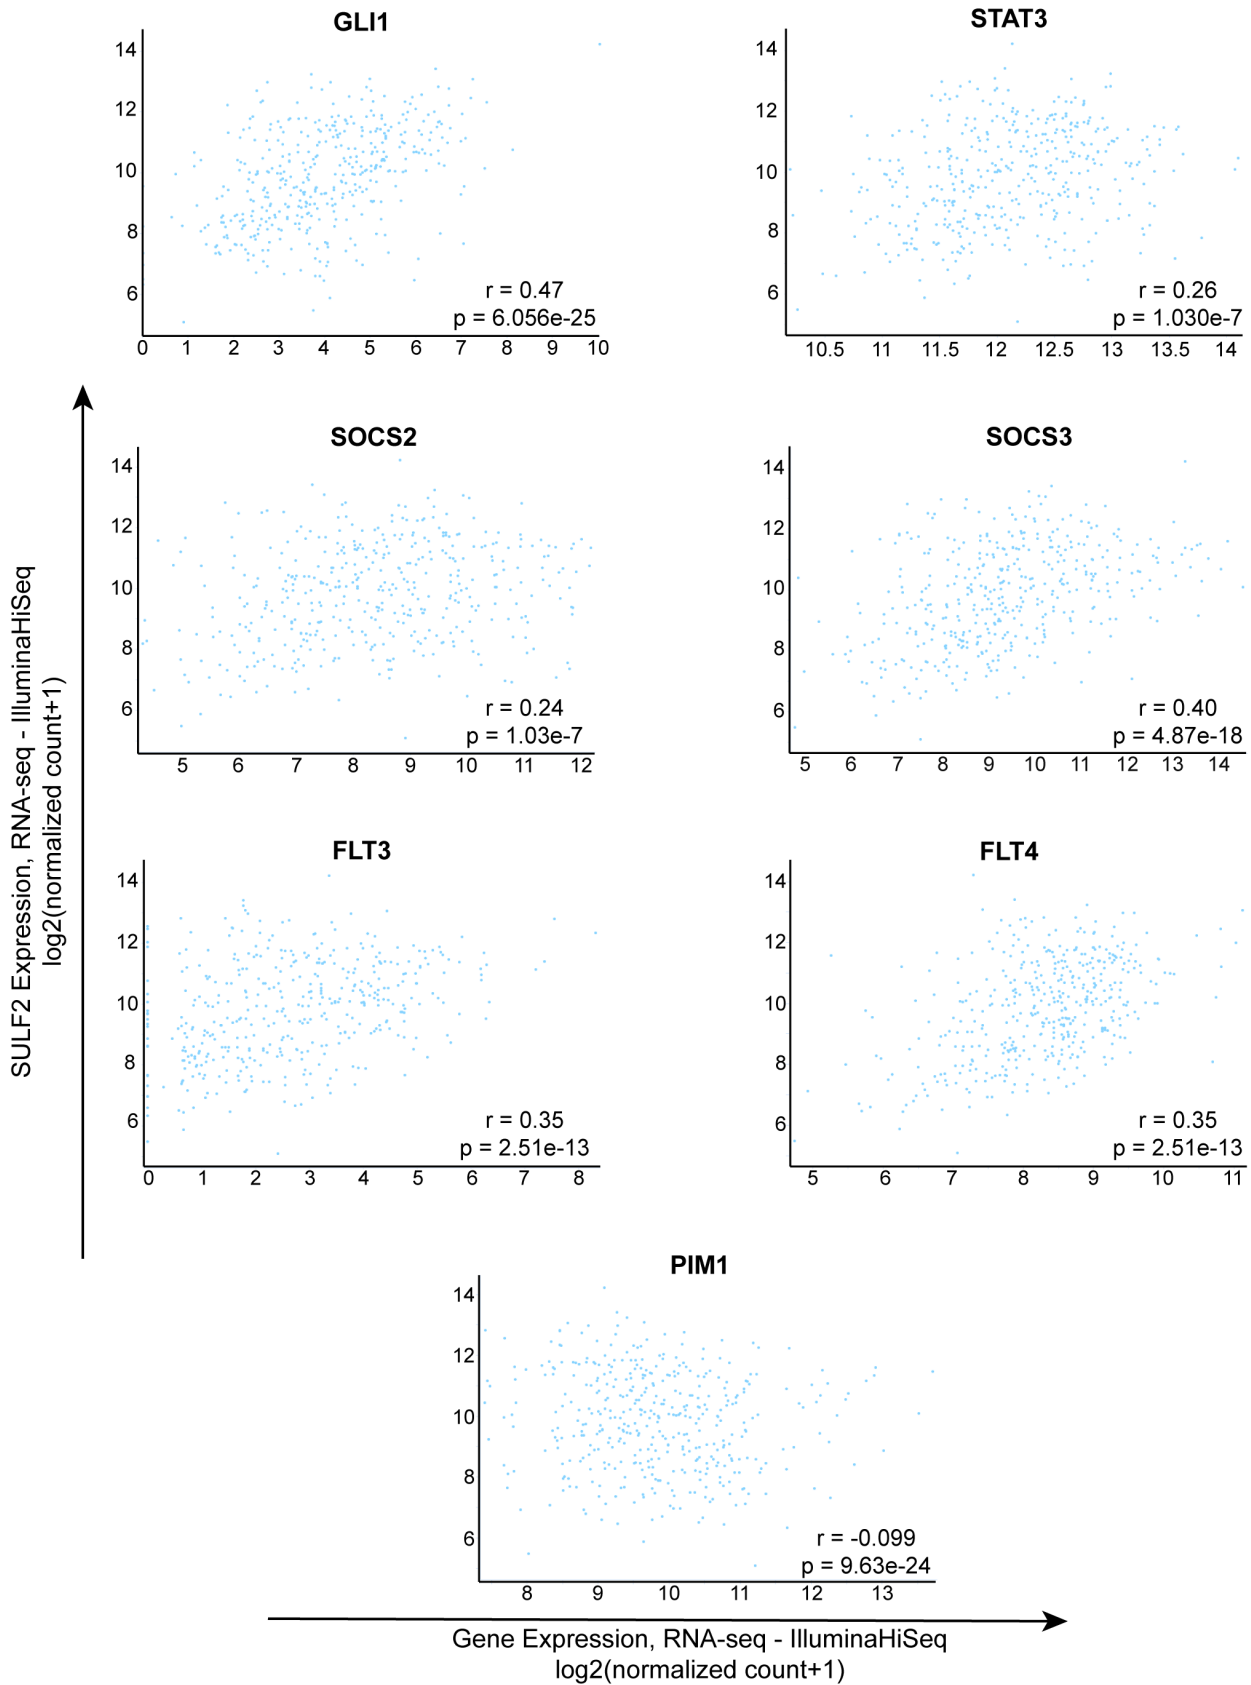 GLI1
14
12
10
8
6
r = 0.47
p = 6.056e-25
0 1 2 3 4 5 6 7 8 9 10
STAT3
14
12
10
8
6
r = 0.26
p = 1.030e-7
10.5 11 11.5 12 12.5 13 13.5 14
SULF2 Expression, RNA-seq - IlluminaHiSeq
log2(normalized count+1)
SOCS2
14
12
10
8
6
r = 0.24
p = 1.03e-7
5 6 7 8 9 10 11 12
SOCS3
14
12
10
8
6
r = 0.40
p = 4.87e-18
5 6 7 8 9 10 11 12 13 14
FLT3
14
12
10
8
6
r = 0.35
p = 2.51e-13
0 1 2 3 4 5 6 7 8
FLT4
14
12
10
8
6
r = 0.35
p = 2.51e-13
5 6 7 8 9 10 11
PIM1
14
12
10
8
6
r = -0.099
p = 9.63e-24
8 9 10 11 12 13
Gene Expression, RNA-seq - IlluminaHiSeq
log2(normalized count+1)